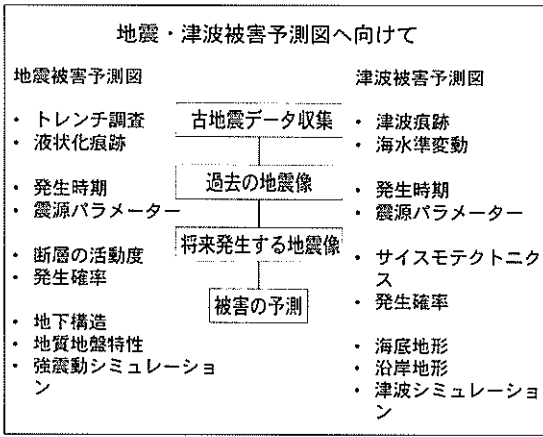 地震・津波被害予測図へ向けて
地震被害予測図
・ トレンチ調査
・ 液状化痕跡
・ 発生時期
・ 震源パラメーター
・ 断層の活動度
・ 発生確率
・ 地下構造
・ 地質地盤特性
・ 強震動シミュレーショ
ン
古地震データ収集
過去の地震像
将来発生する地震像
被害の予測
津波被害予測図
・ 津波痕跡
・ 海水準変動
・ 発生時期
・ 震源パラメーター
・ サイスモテクトニク
ス
・ 発生確率
・ 海底地形
・ 沿岸地形
・ 津波シミュレーショ
ン